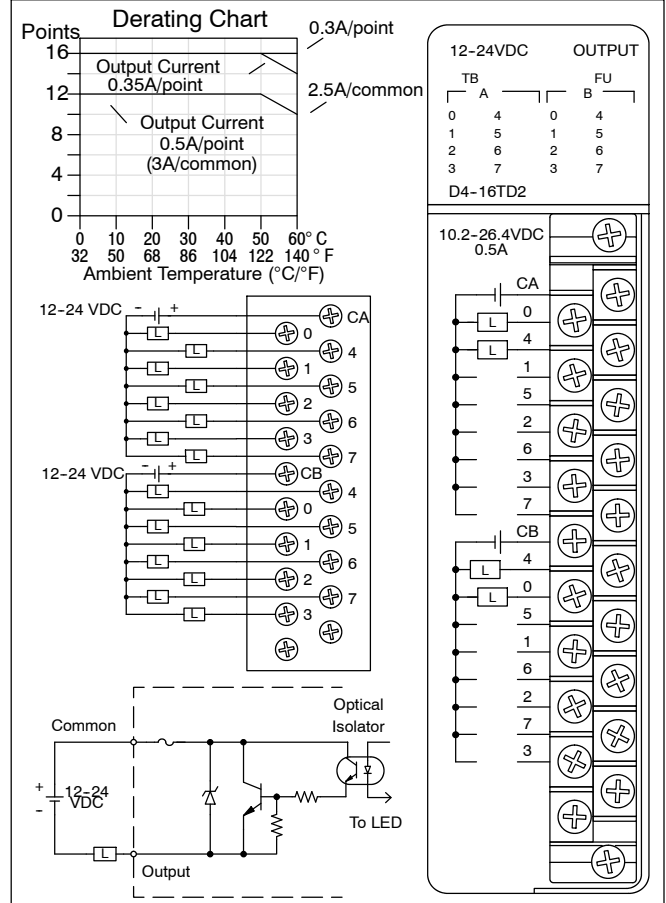 Derating Chart
Points
0.3A/point
16
Output Current
0.35A/point
12
2.5A/common
Output Current
0.5A/point
(3A/common)
8
4
0
0 10 20 30 40 50 60° C
32 50 68 86 104 122 140 ° F
Ambient Temperature (°C/°F)
12-24 VDC - +
CA
L 0
L 4
L 1
L 5
L 2
L 6
L 3
L 7
12-24 VDC - +
CB
L 4
L 0
L 5
L 1
L 6
L 2
L 7
L 3
Common
Optical
Isolator
+
12-24
VDC
-
To LED
L
Output
12-24VDC OUTPUT
TB FU
A B
0 4 0 4
1 5 1 5
2 6 2 6
3 7 3 7
D4-16TD2
10.2-26.4VDC
0.5A
CA
L 0
L 4
1
5
2
6
3
7
CB
L 4
L 0
5
1
6
2
7
3